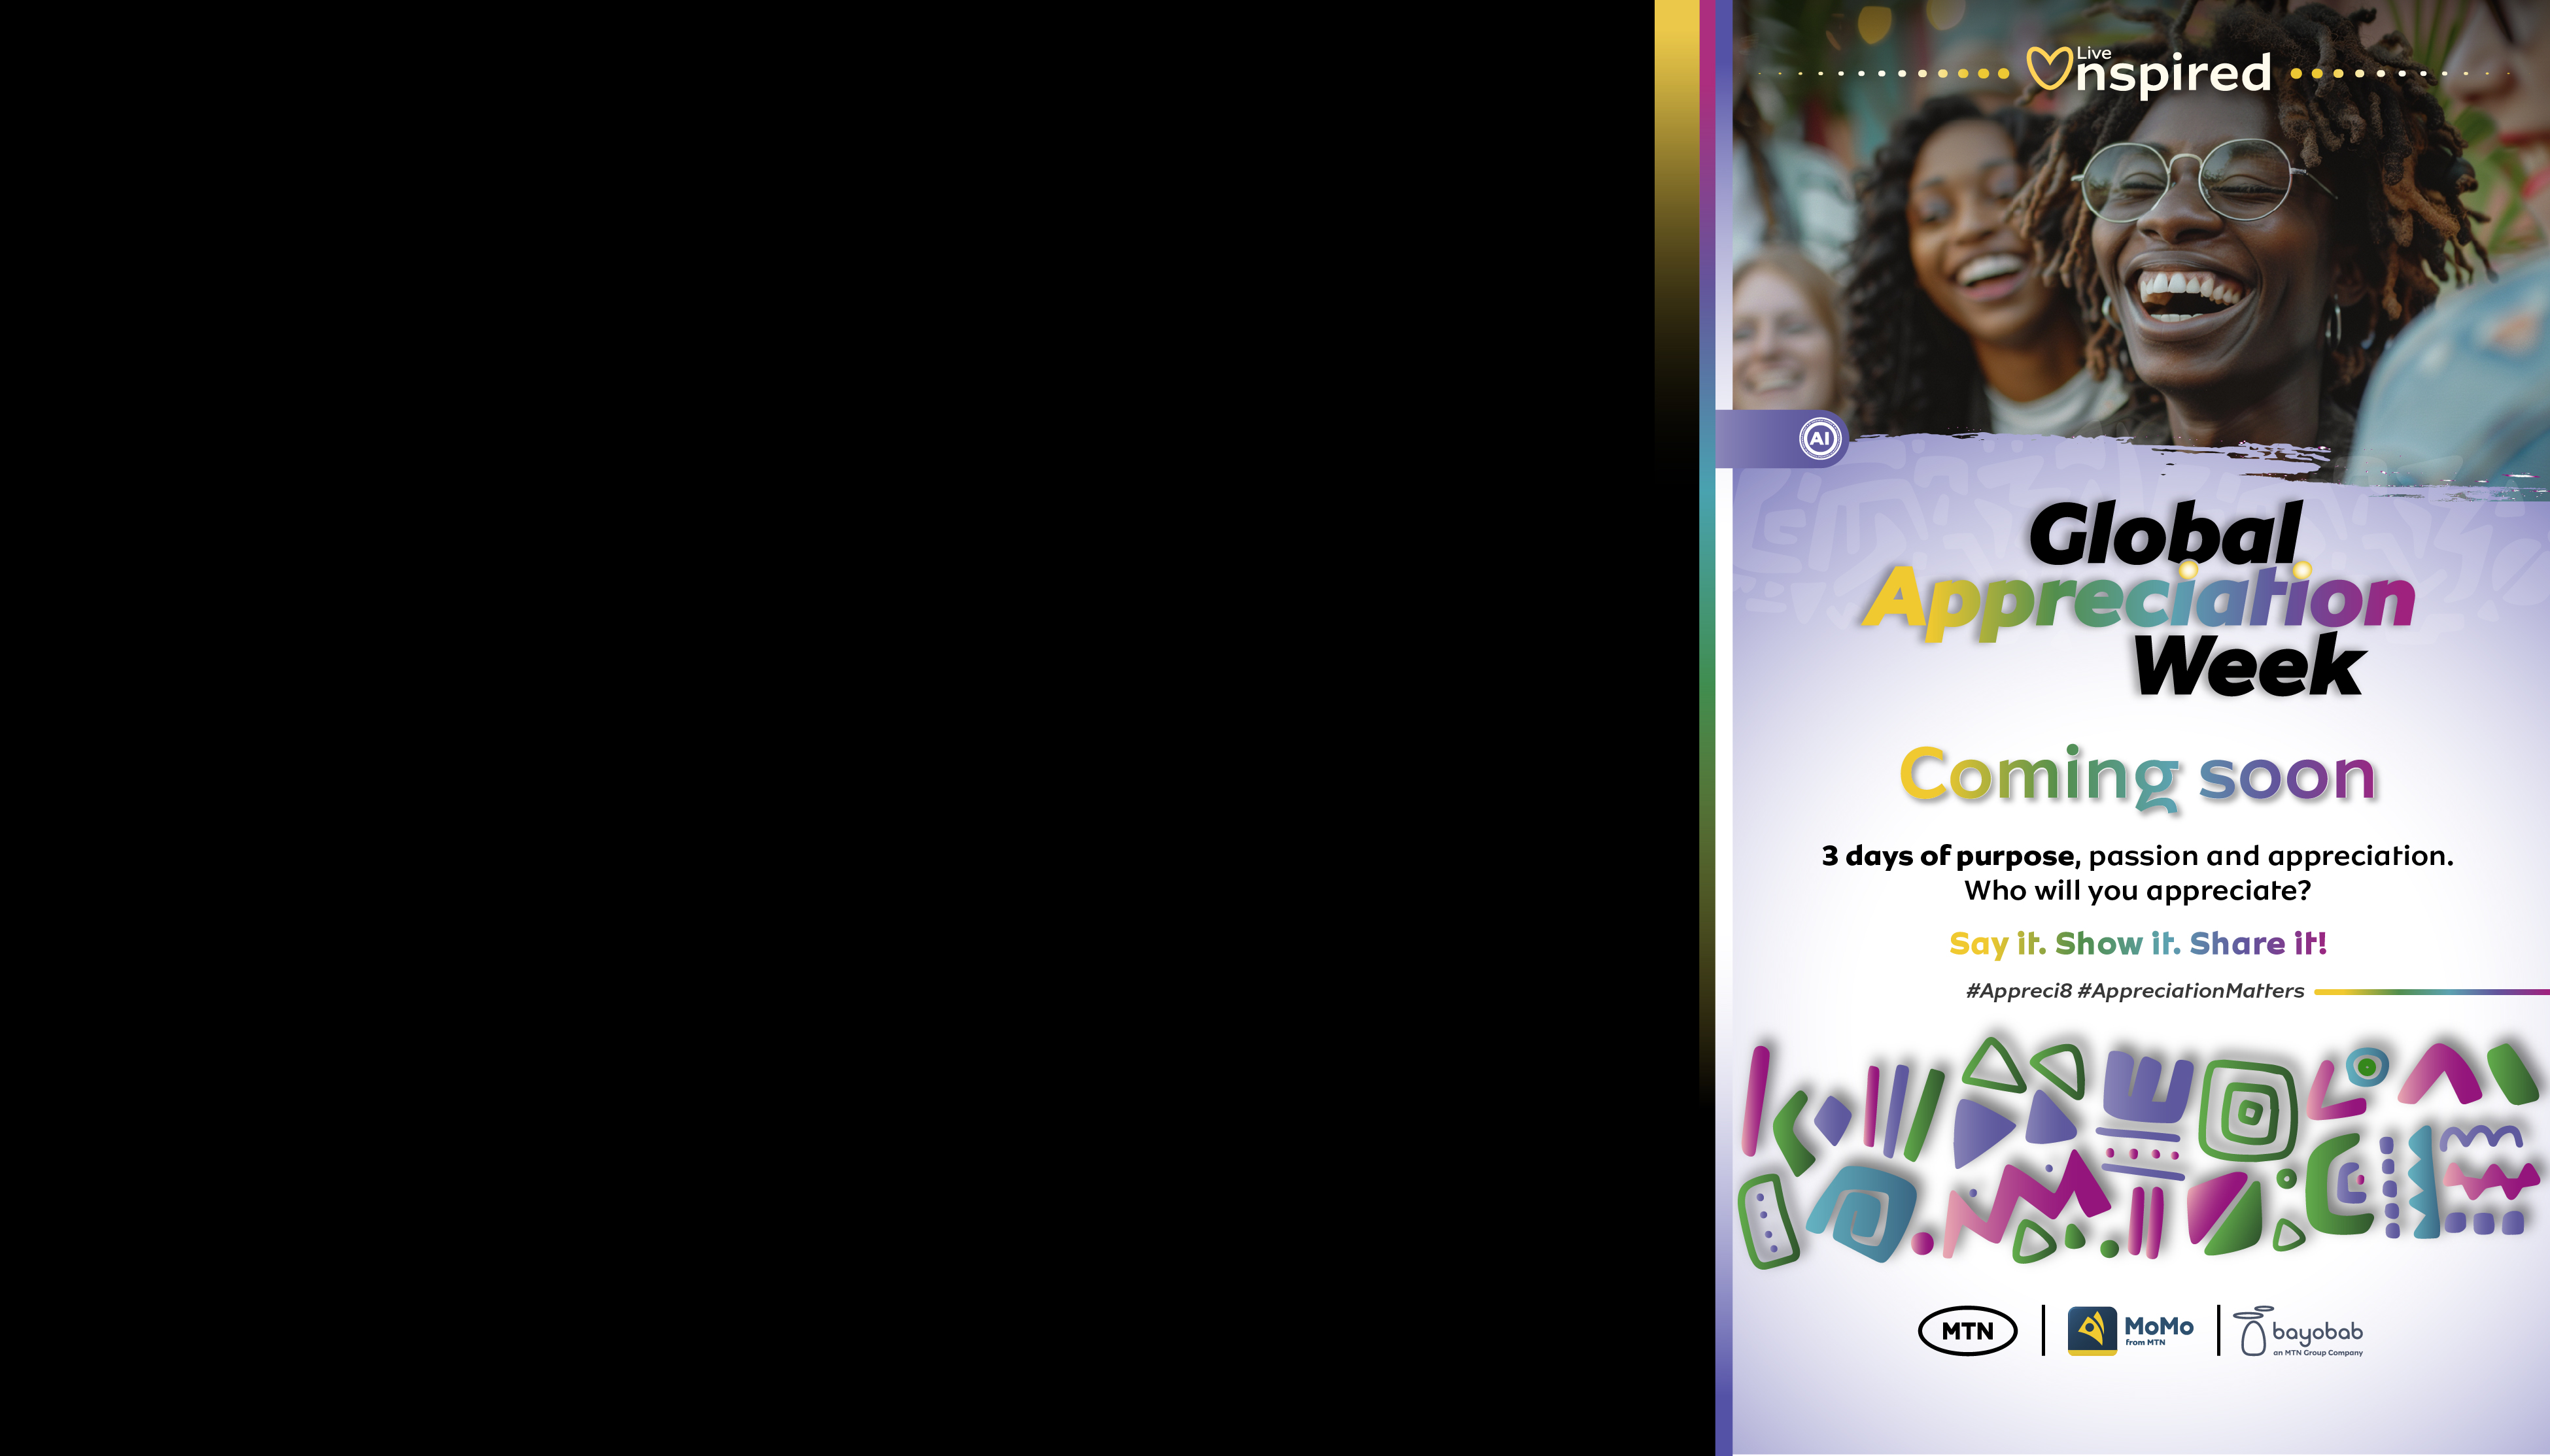 Live
nspired
AI
Global
Appreciation
Week
Coming soon
3 days of purpose, passion and appreciation.
Who will you appreciate?
Say it. Show it. Share it!
#Appreci8 #AppreciationMatters
MTN
MoMo
from MTN
bayobab
an MTN Group Company